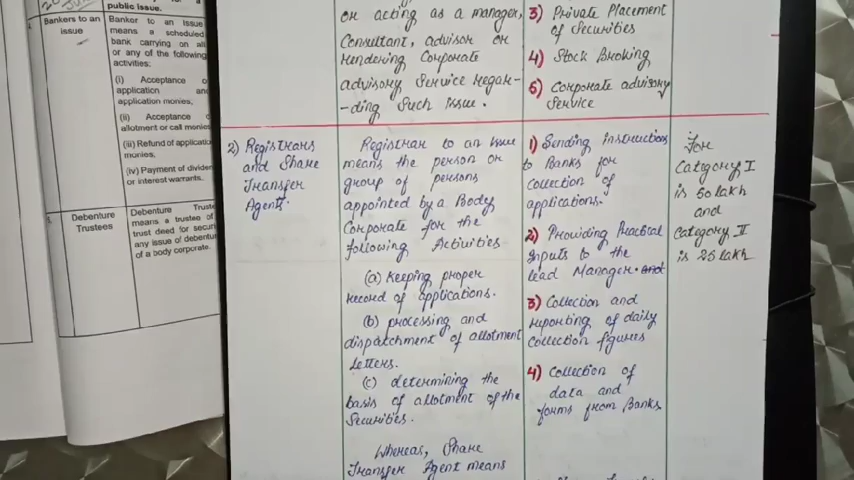 public issue.
Bankers to an
issue
Banker to an issue
means a scheduled
bank carrying on all
or any of the following
activities:
(i) Acceptance o
application and
application monies,
(ii) Acceptance
allotment or call monies
(iii) Refund of applicatio
monies,
(iv) Payment of divide
or interest warrants.
Debenture
Trustees
Debenture Trust
means a trustee of
trust deed for secur
any issue of debentu
of a body corporate.
or acting as a manager,
Consultant, advisor or
rendering Corporate
advisory Service regar-
-ding Such issue.
3) Private Placement
of Securities
4) Stock Broking
5) Corporate advisory
Service
2) Registrars
and Share
Transfer
Agents.
Registrar to an issue
means the person or
group of persons
appointed by a Body
Corporate for the
following Activities
(a) Keeping proper
record of applications.
(b) processing and
dispatchment of allotment
letters.
(c) determining the
basis of allotment of the
Securities.
Whereas, Share
Transfer Agent means
1) Sending instructions
to Banks for
collection of
applications.
2) Providing Practical
inputs to the
lead Manager. and
3) Collection and
reporting of daily
collection figures
4) Collection of
data and
forms from Banks.
For
Category I
is 50 lakh
and
Category II
is 25 lakh